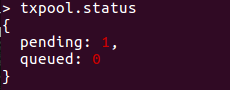 > txpool.status
{
  pending: 1,
  queued: 0
}